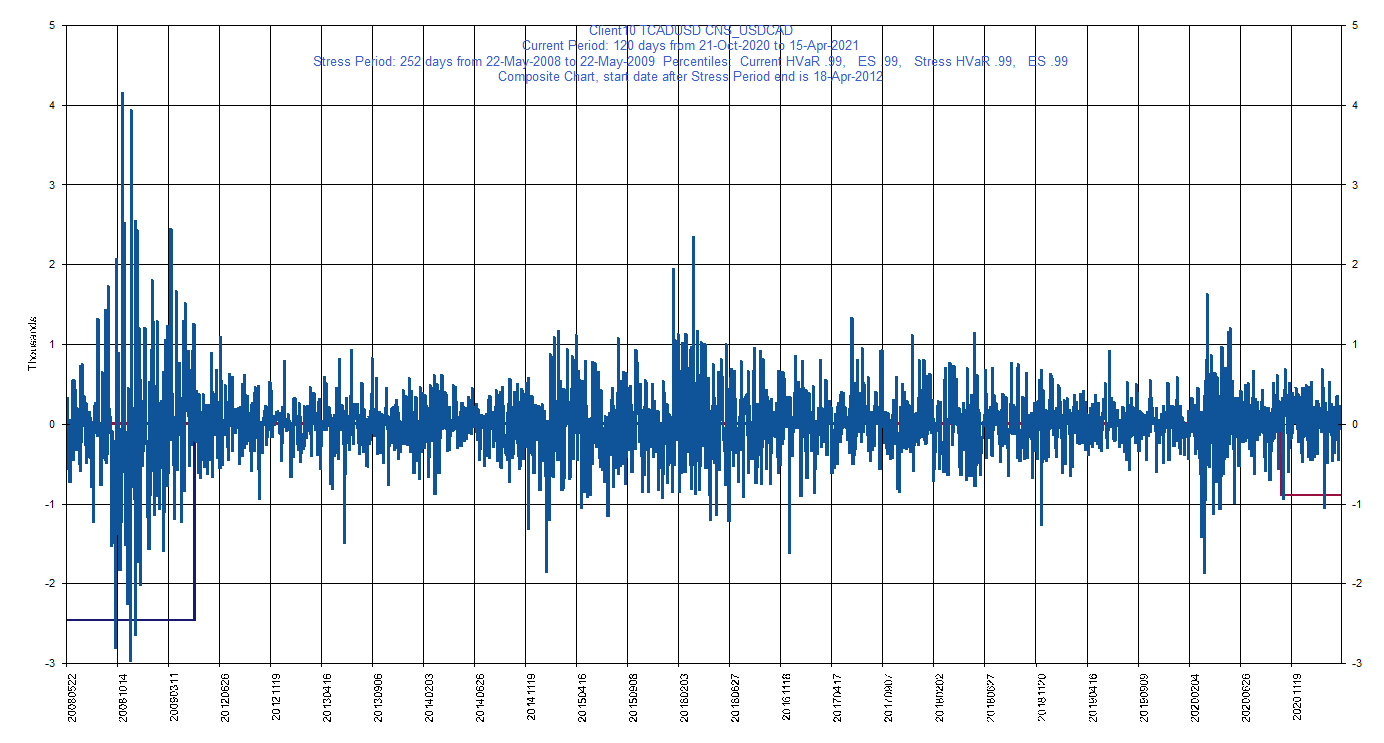 Client10 TCADUSD CNS_USDCAD
Current Period: 120 days from 21-Oct-2020 to 15-Apr-2021
Stress Period: 252 days from 22-May-2008 to 22-May-2009 Percentiles: Current HVaR .99, ES .99, Stress HVaR .99, ES .99
Composite Chart, start date after Stress Period end is 18-Apr-2012
5 5
4 4
3 3
2 2
1 1
0 0
-1 -1
-2 -2
-3 -3
Thousands
20080522 20081014 20090311 20120626 20121119 20130416 20130906 20140203 20140626 20141119 20150416 20150908 20160203 20160627 20161118 20170417 20170907 20180202 20180627 20181120 20190416 20190909 20200204 20200626 20201119